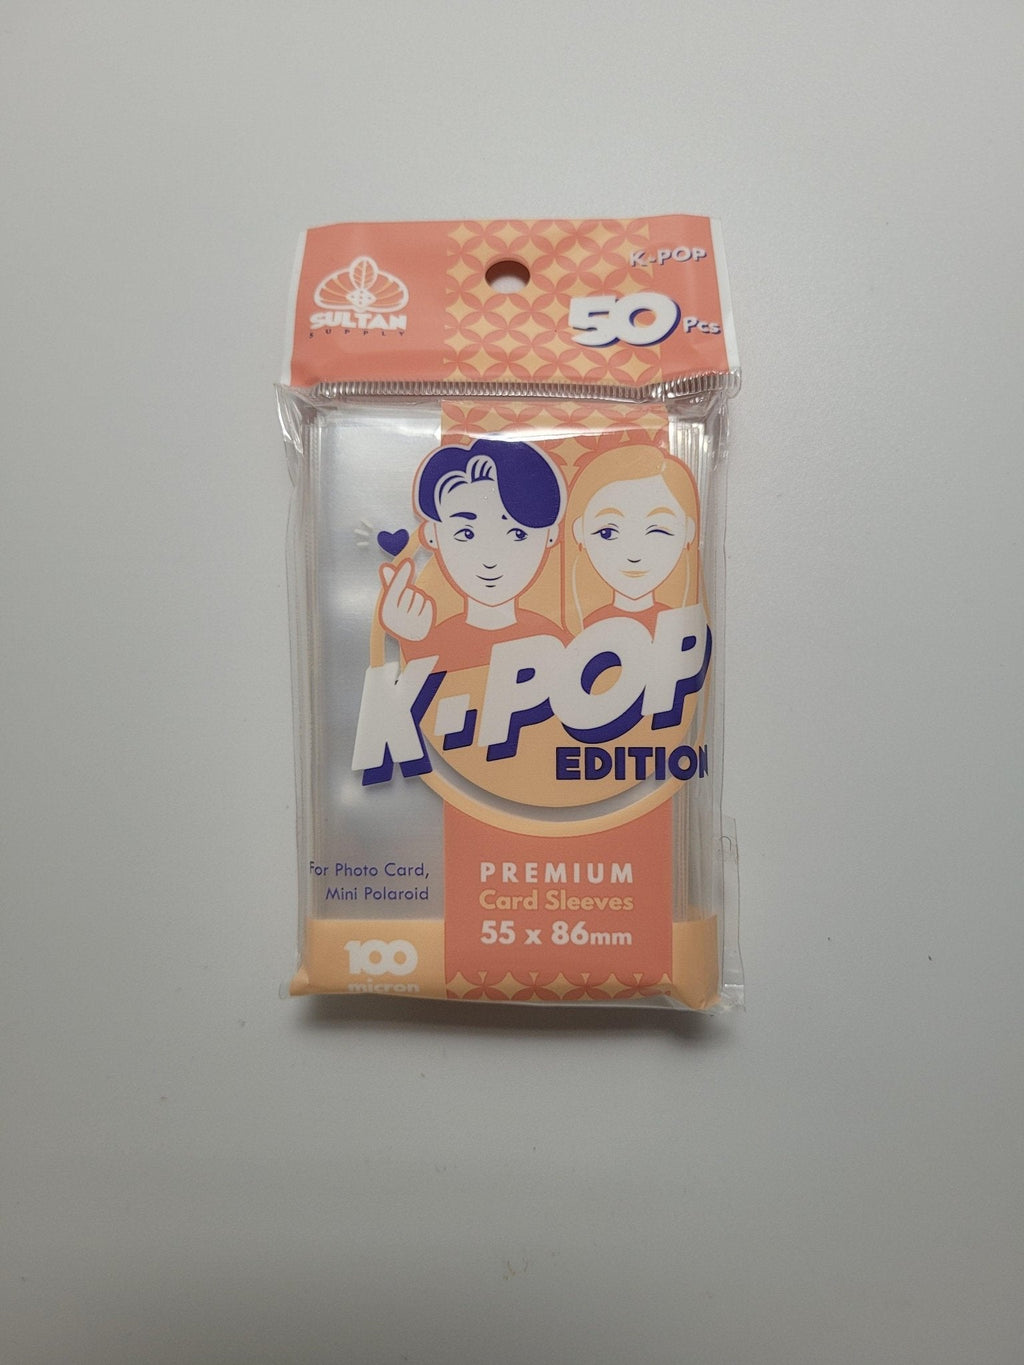 SULTAN
SUPPLY
K-POP
50 Pcs
K-POP
EDITION
For Photo Card,
Mini Polaroid
PREMIUM
Card Sleeves
55 x 86mm
100
micron